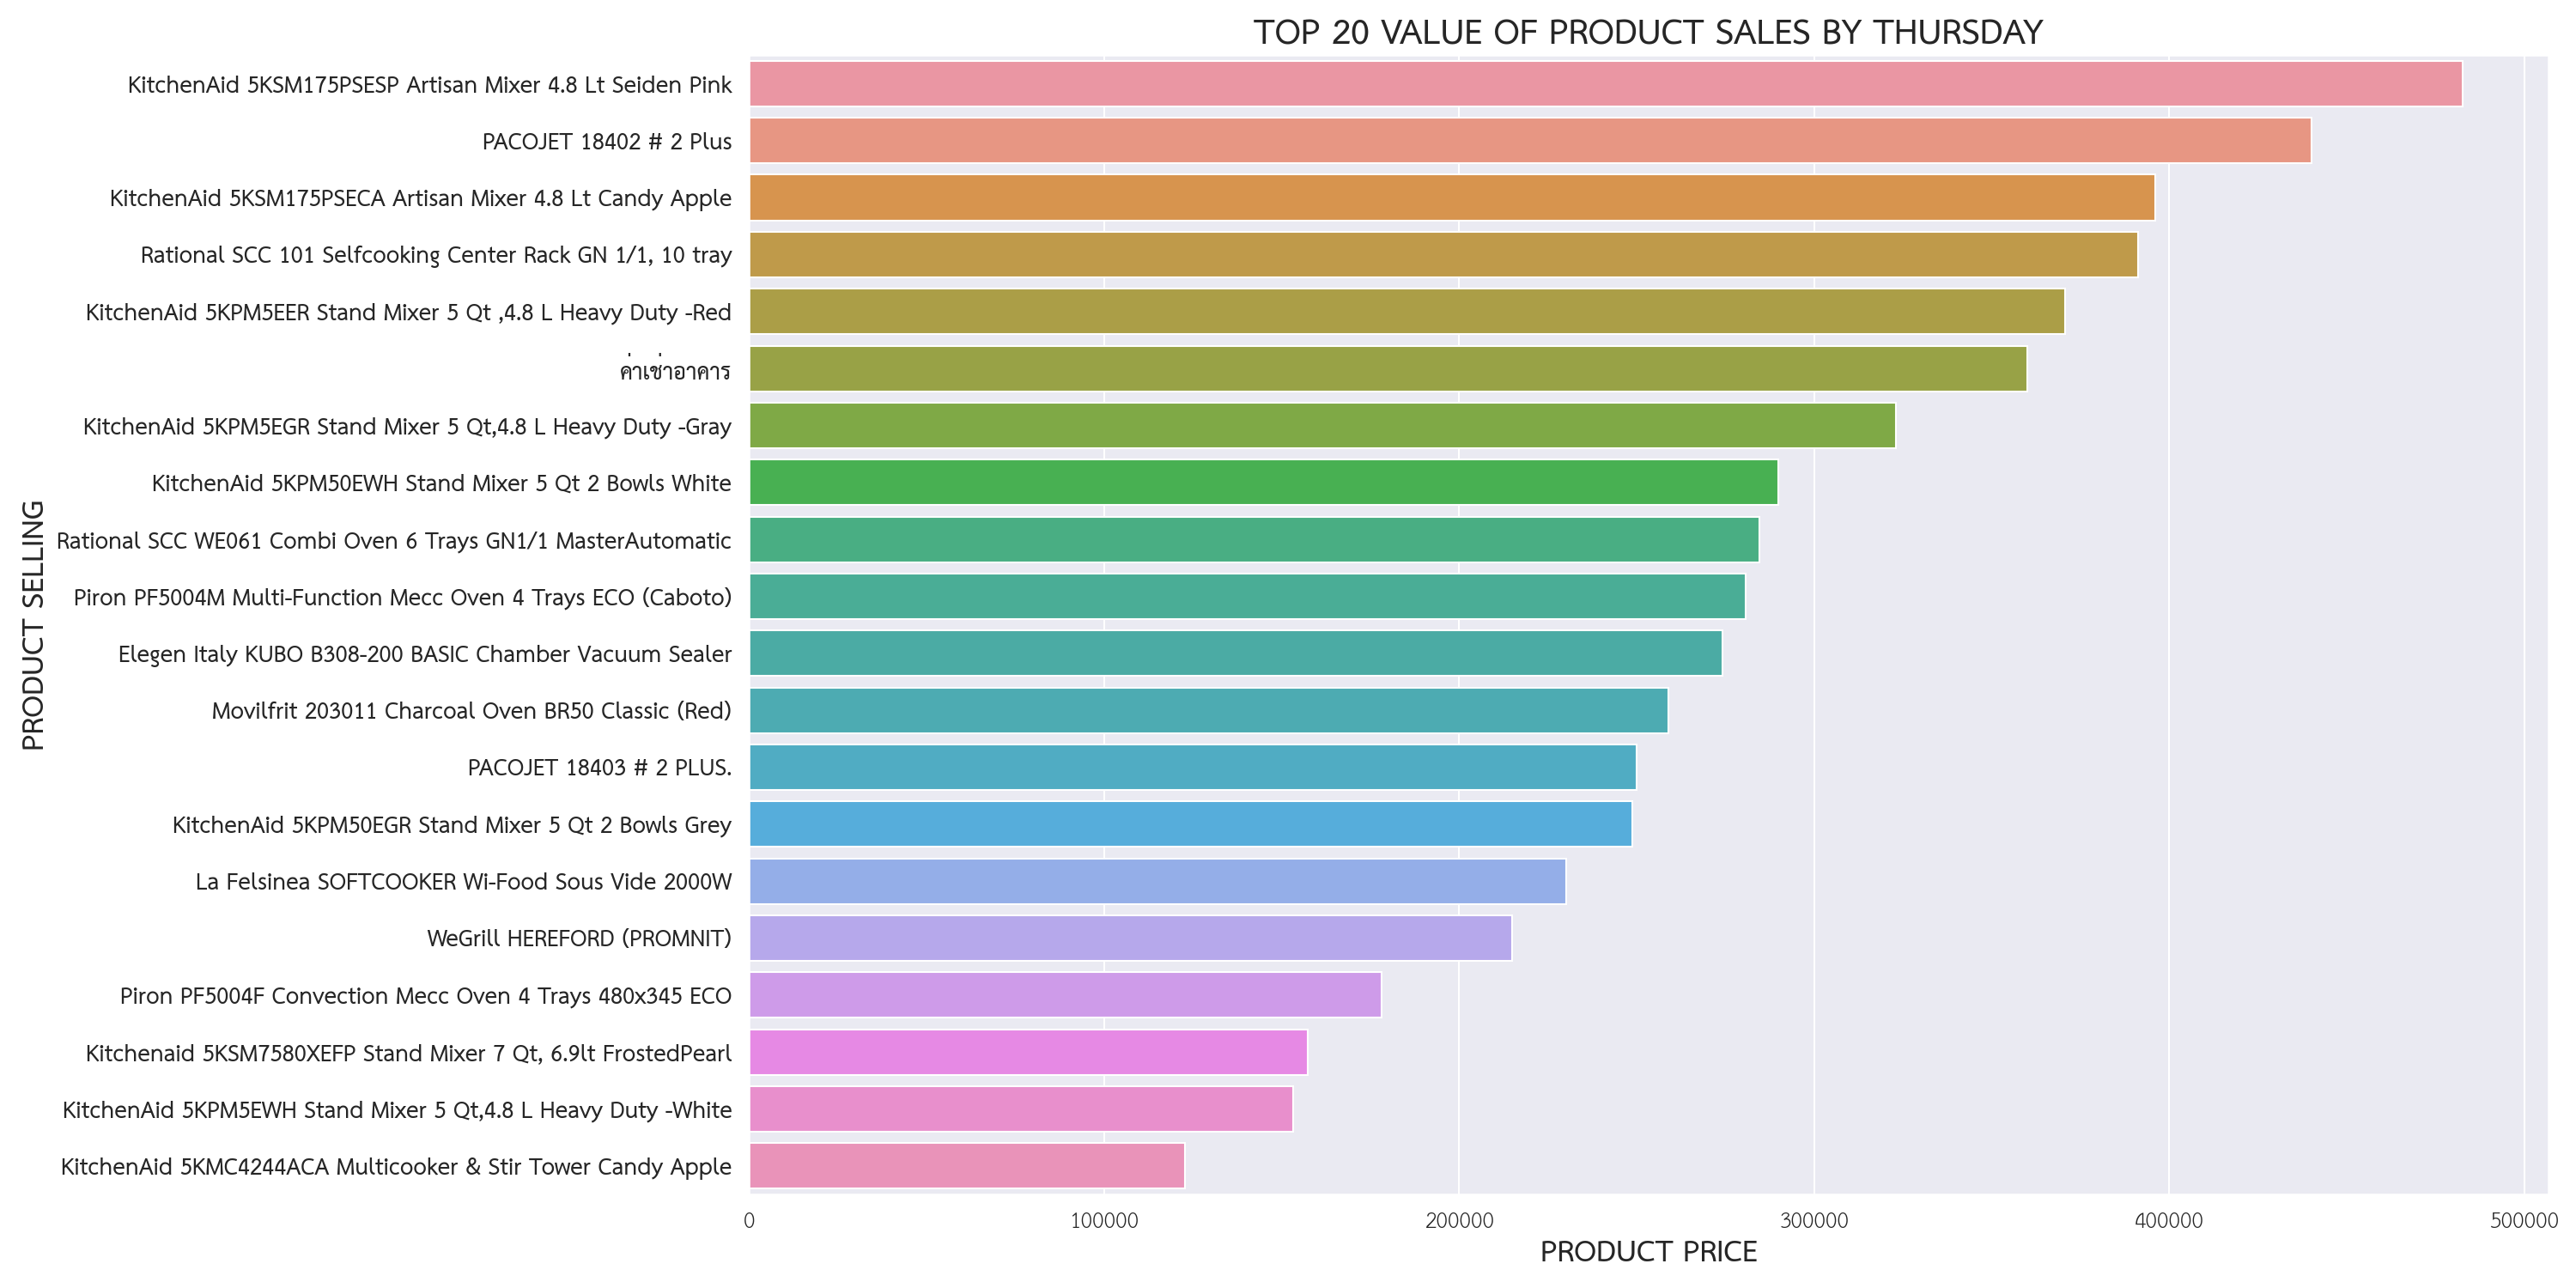 TOP 20 VALUE OF PRODUCT SALES BY THURSDAY
PRODUCT SELLING
KitchenAid 5KSM175PSESP Artisan Mixer 4.8 Lt Seiden Pink
PACOJET 18402 # 2 Plus
KitchenAid 5KSM175PSECA Artisan Mixer 4.8 Lt Candy Apple
Rational SCC 101 Selfcooking Center Rack GN 1/1, 10 tray
KitchenAid 5KPM5EER Stand Mixer 5 Qt ,4.8 L Heavy Duty -Red
ค่าเช่าอาคาร
KitchenAid 5KPM5EGR Stand Mixer 5 Qt,4.8 L Heavy Duty -Gray
KitchenAid 5KPM50EWH Stand Mixer 5 Qt 2 Bowls White
Rational SCC WE061 Combi Oven 6 Trays GN1/1 MasterAutomatic
Piron PF5004M Multi-Function Mecc Oven 4 Trays ECO (Caboto)
Elegen Italy KUBO B308-200 BASIC Chamber Vacuum Sealer
Movilfrit 203011 Charcoal Oven BR50 Classic (Red)
PACOJET 18403 # 2 PLUS.
KitchenAid 5KPM50EGR Stand Mixer 5 Qt 2 Bowls Grey
La Felsinea SOFTCOOKER Wi-Food Sous Vide 2000W
WeGrill HEREFORD (PROMNIT)
Piron PF5004F Convection Mecc Oven 4 Trays 480x345 ECO
Kitchenaid 5KSM7580XEFP Stand Mixer 7 Qt, 6.9lt FrostedPearl
KitchenAid 5KPM5EWH Stand Mixer 5 Qt,4.8 L Heavy Duty -White
KitchenAid 5KMC4244ACA Multicooker & Stir Tower Candy Apple
0 100000 200000 300000 400000 500000
PRODUCT PRICE